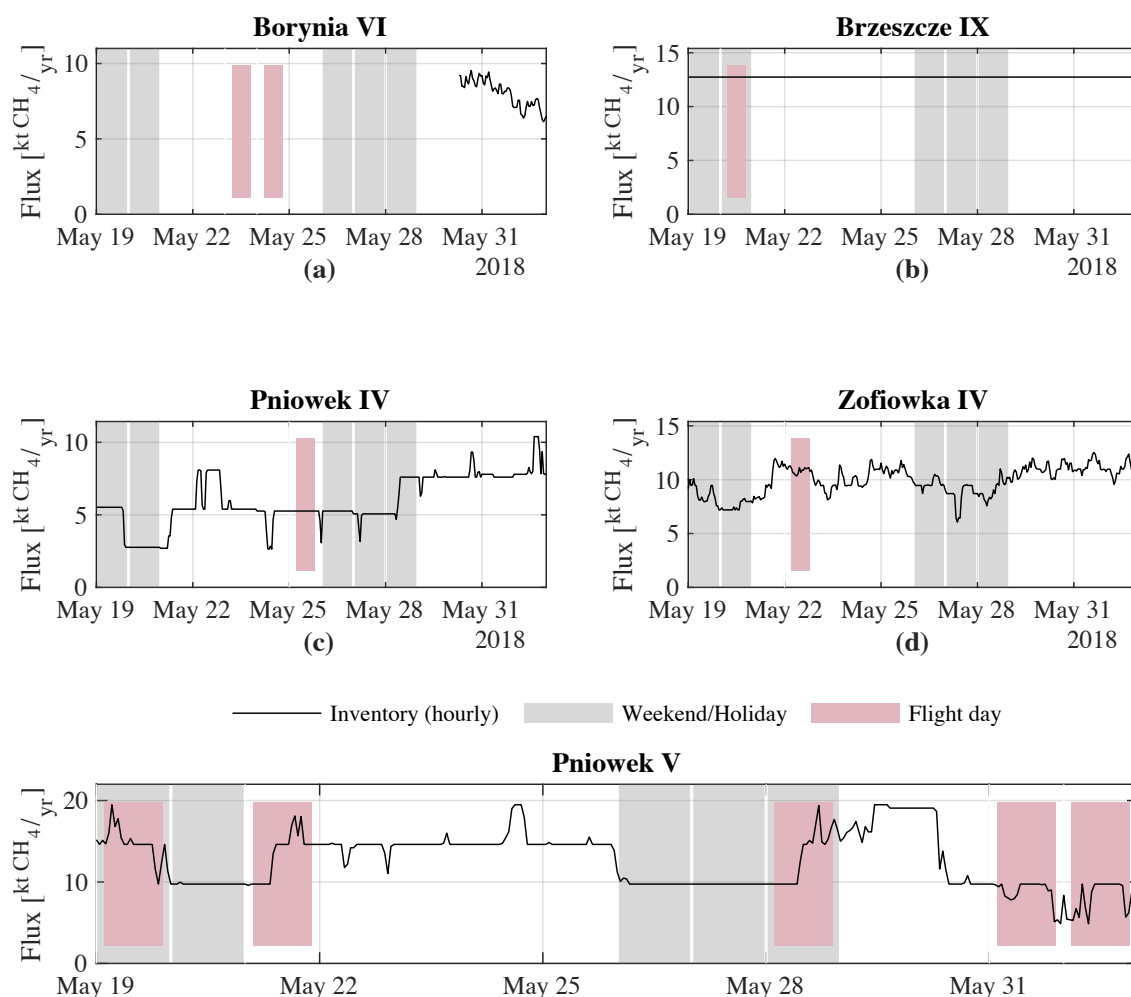 Borynia VI
Flux [kt CH4/yr]
10
5
0
May 19 May 22 May 25 May 28 May 31
2018
(a)
Brzeszcze IX
Flux [kt CH4/yr]
15
10
5
0
May 19 May 22 May 25 May 28 May 31
2018
(b)
Pniowek IV
Flux [kt CH4/yr]
10
5
0
May 19 May 22 May 25 May 28 May 31
2018
(c)
Zofiowka IV
Flux [kt CH4/yr]
15
10
5
0
May 19 May 22 May 25 May 28 May 31
2018
(d)
Inventory (hourly) Weekend/Holiday Flight day
Pniowek V
Flux [kt CH4/yr]
20
10
0
May 19 May 22 May 25 May 28 May 31